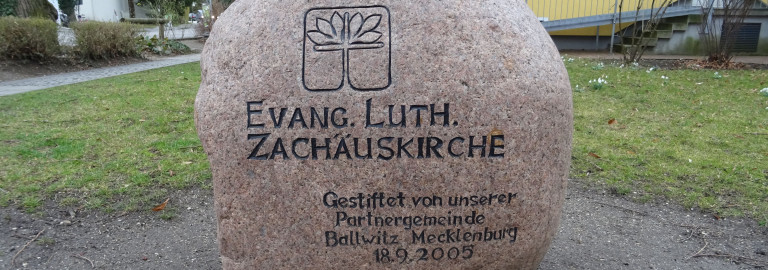 EVANG. LUTH.
ZACHÄUSKIRCHE
Gestiftet von unserer
Partnergemeinde
Ballwitz Mecklenburg
18.9.2005